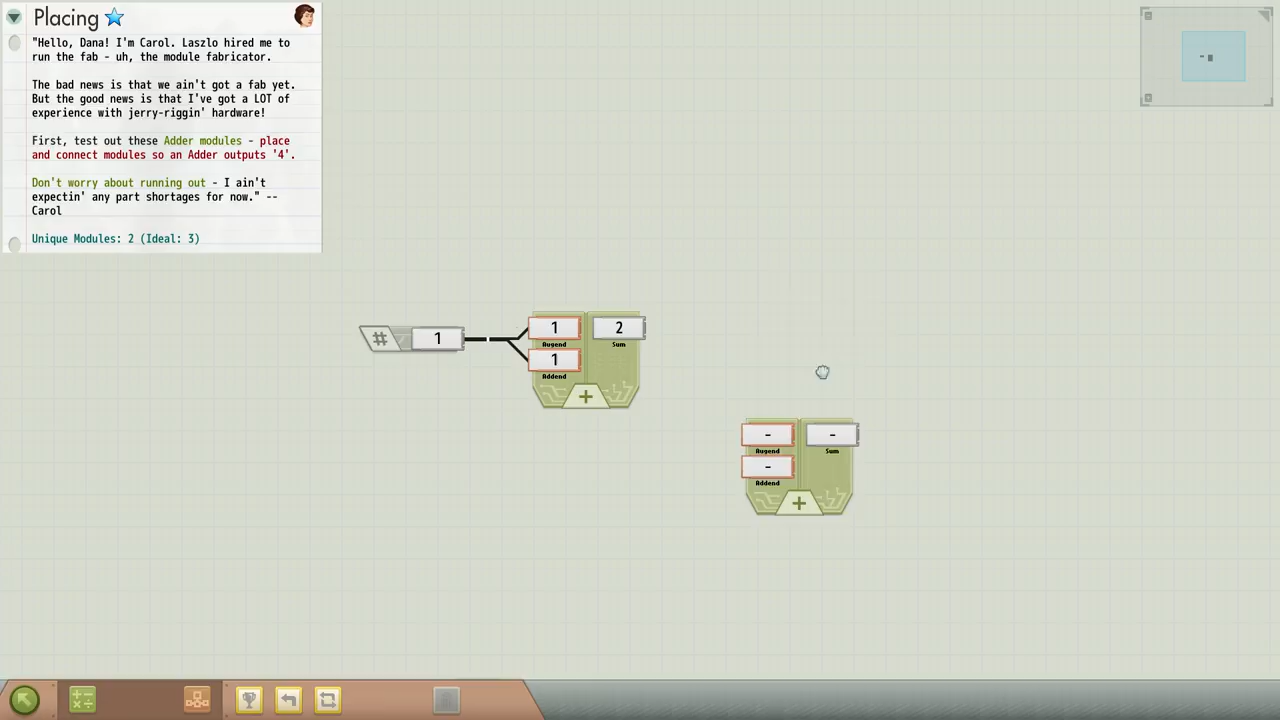 Placing
"Hello, Dana! I'm Carol. Laszlo hired me to
run the fab - uh, the module fabricator.
The bad news is that we ain't got a fab yet.
But the good news is that I've got a LOT of
experience with jerry-riggin' hardware!
First, test out these Adder modules - place
and connect modules so an Adder outputs '4'.
Don't worry about running out - I ain't
expectin' any part shortages for now." --
Carol
Unique Modules: 2 (Ideal: 3)
# 1
1 2
Augend Sum
1
Addend
+
- -
Augend Sum
-
Addend
+